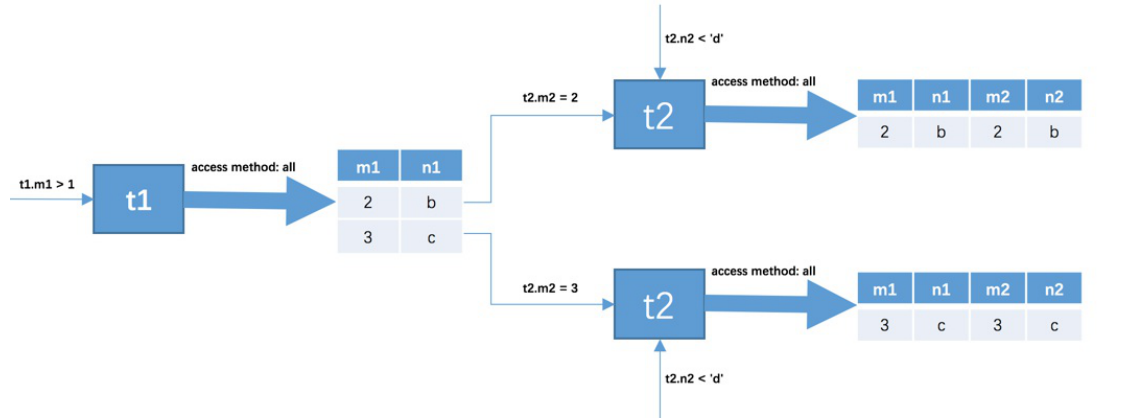 t1.m1 > 1
t1
access method: all
m1 n1
2 b
3 c
t2.m2 = 2
t2.n2 < 'd'
t2
access method: all
m1 n1 m2 n2
2 b 2 b
t2.m2 = 3
t2
access method: all
m1 n1 m2 n2
3 c 3 c
t2.n2 < 'd'